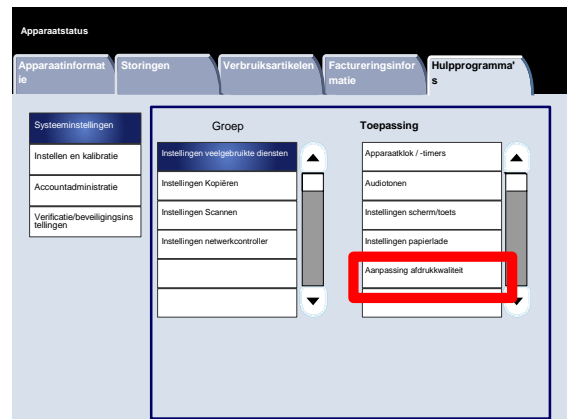 Apparaatstatus
Apparaatinformat
ie
Storingen
Verbruiksartikelen
Factureringsinfor
matie
Hulpprogramma'
s
Systeeminstellingen
Instellen en kalibratie
Accountadministratie
Verificatie/beveiligingsins
tellingen
Groep
Instellingen veelgebruikte diensten
Instellingen Kopiëren
Instellingen Scannen
Instellingen netwerkcontroller
Toepassing
Apparaatklok / -timers
Audiotonen
Instellingen scherm/toets
Instellingen papierlade
Aanpassing afdrukkwaliteit